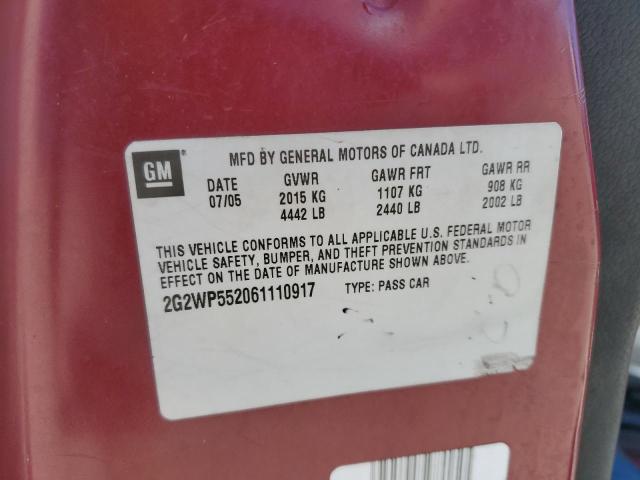 GM
MFD BY GENERAL MOTORS OF CANADA LTD.
DATE GVWR GAWR FRT GAWR RR
07/05 2015 KG 1107 KG 908 KG
4442 LB 2440 LB 2002 LB
THIS VEHICLE CONFORMS TO ALL APPLICABLE U.S. FEDERAL MOTOR
VEHICLE SAFETY, BUMPER, AND THEFT PREVENTION STANDARDS IN
EFFECT ON THE DATE OF MANUFACTURE SHOWN ABOVE.
2G2WP552061110917 TYPE: PASS CAR